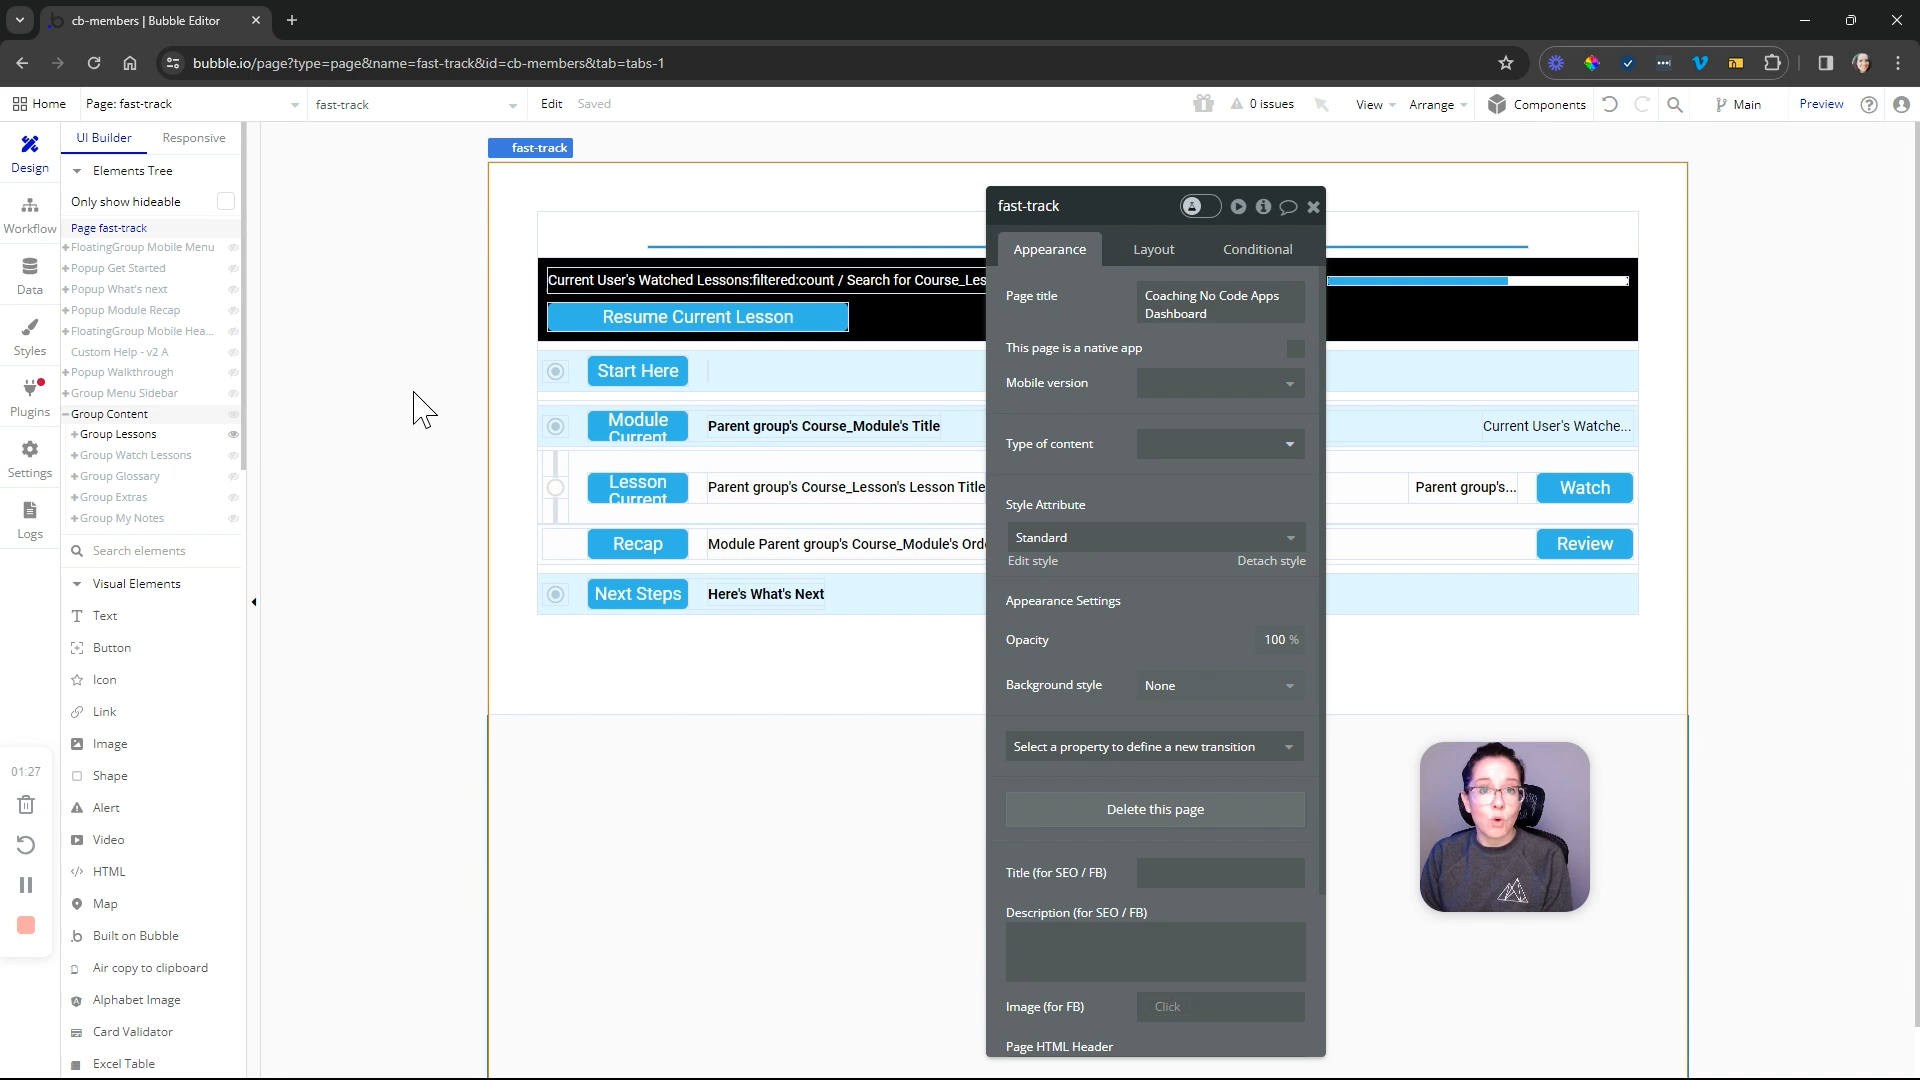 cb-members | Bubble Editor
bubble.io/page?type=page&name=fast-track&id=cb-members&tab=tabs-1
Home
Page: fast-track
fast-track
Edit
Saved
0 issues
View
Arrange
Components
Main
Preview
Design
Workflow
Data
Styles
Plugins
Settings
Logs
01:27
UI Builder
Responsive
Elements Tree
Only show hideable
Page fast-track
FloatingGroup Mobile Menu
Popup Get Started
Popup What's next
Popup Module Recap
FloatingGroup Mobile Hea...
Custom Help - v2 A
Popup Walkthrough
Group Menu Sidebar
Group Content
Group Lessons
Group Watch Lessons
Group Glossary
Group Extras
Group My Notes
Search elements
Visual Elements
Text
Button
Icon
Link
Image
Shape
Alert
Video
HTML
Map
Built on Bubble
Air copy to clipboard
Alphabet Image
Card Validator
Excel Table
fast-track
Current User's Watched Lessons:filtered:count / Search for Course_Les
Resume Current Lesson
Start Here
Module
Current
Parent group's Course_Module's Title
Current User's Watche...
Lesson
Current
Parent group's Course_Lesson's Lesson Title
Parent group's...
Watch
Recap
Module Parent group's Course_Module's Ord
Review
Next Steps
Here's What's Next
fast-track
Appearance
Layout
Conditional
Page title
Coaching No Code Apps
Dashboard
This page is a native app
Mobile version
Type of content
Style Attribute
Standard
Edit style
Detach style
Appearance Settings
Opacity
100 %
Background style
None
Select a property to define a new transition
Delete this page
Title (for SEO / FB)
Description (for SEO / FB)
Image (for FB)
Click
Page HTML Header